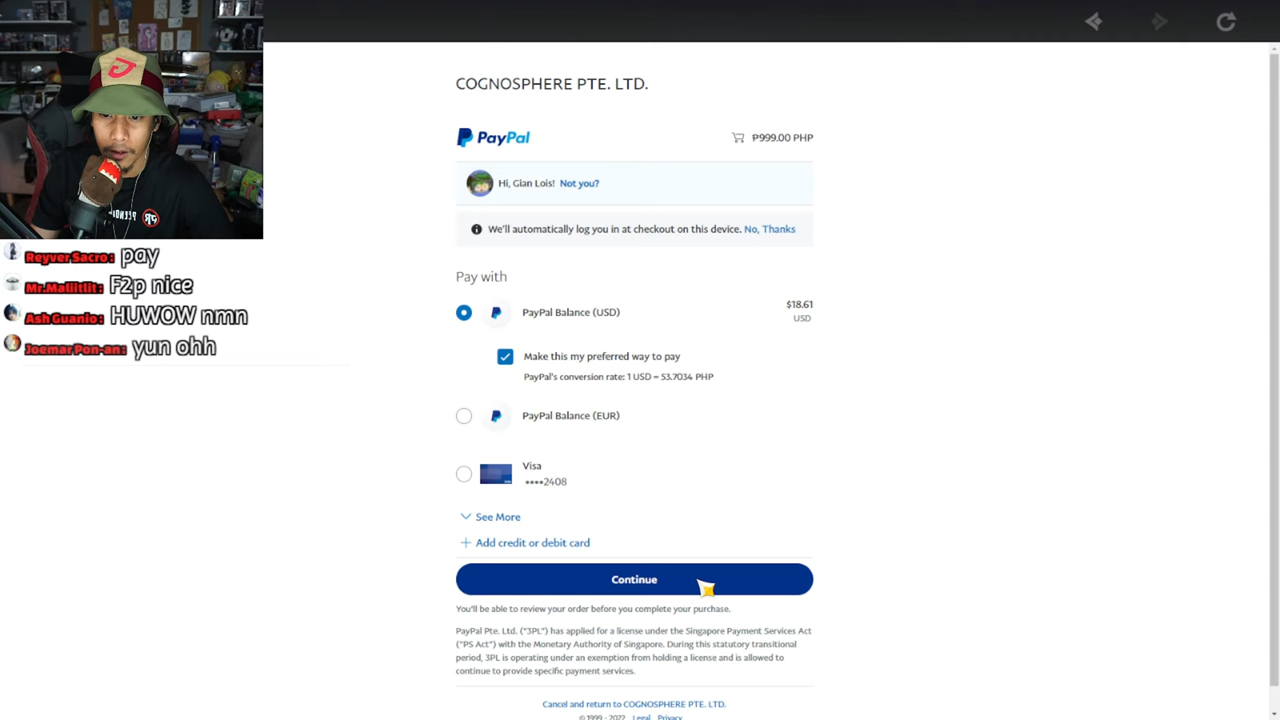 COGNOSPHERE PTE. LTD.
PayPal
₱999.00 PHP
Hi, Gian Lois! Not you?
We'll automatically log you in at checkout on this device. No, Thanks
Reyver Sacro: pay
Mr.Maliitlit: F2p nice
Ash Guanio: HUWOW nmn
Joemar Pon-an: yun ohh
Pay with
PayPal Balance (USD)
$18.61
USD
Make this my preferred way to pay
PayPal's conversion rate: 1 USD = 53.7034 PHP
PayPal Balance (EUR)
Visa
••••2408
See More
Add credit or debit card
Continue
You'll be able to review your order before you complete your purchase.
PayPal Pte. Ltd. ("3PL") has applied for a license under the Singapore Payment Services Act
("PS Act") with the Monetary Authority of Singapore. During this statutory transitional
period, 3PL is operating under an exemption from holding a license and is allowed to
continue to provide specific payment services.
Cancel and return to COGNOSPHERE PTE. LTD.
© 1999 - 2022 Legal Privacy